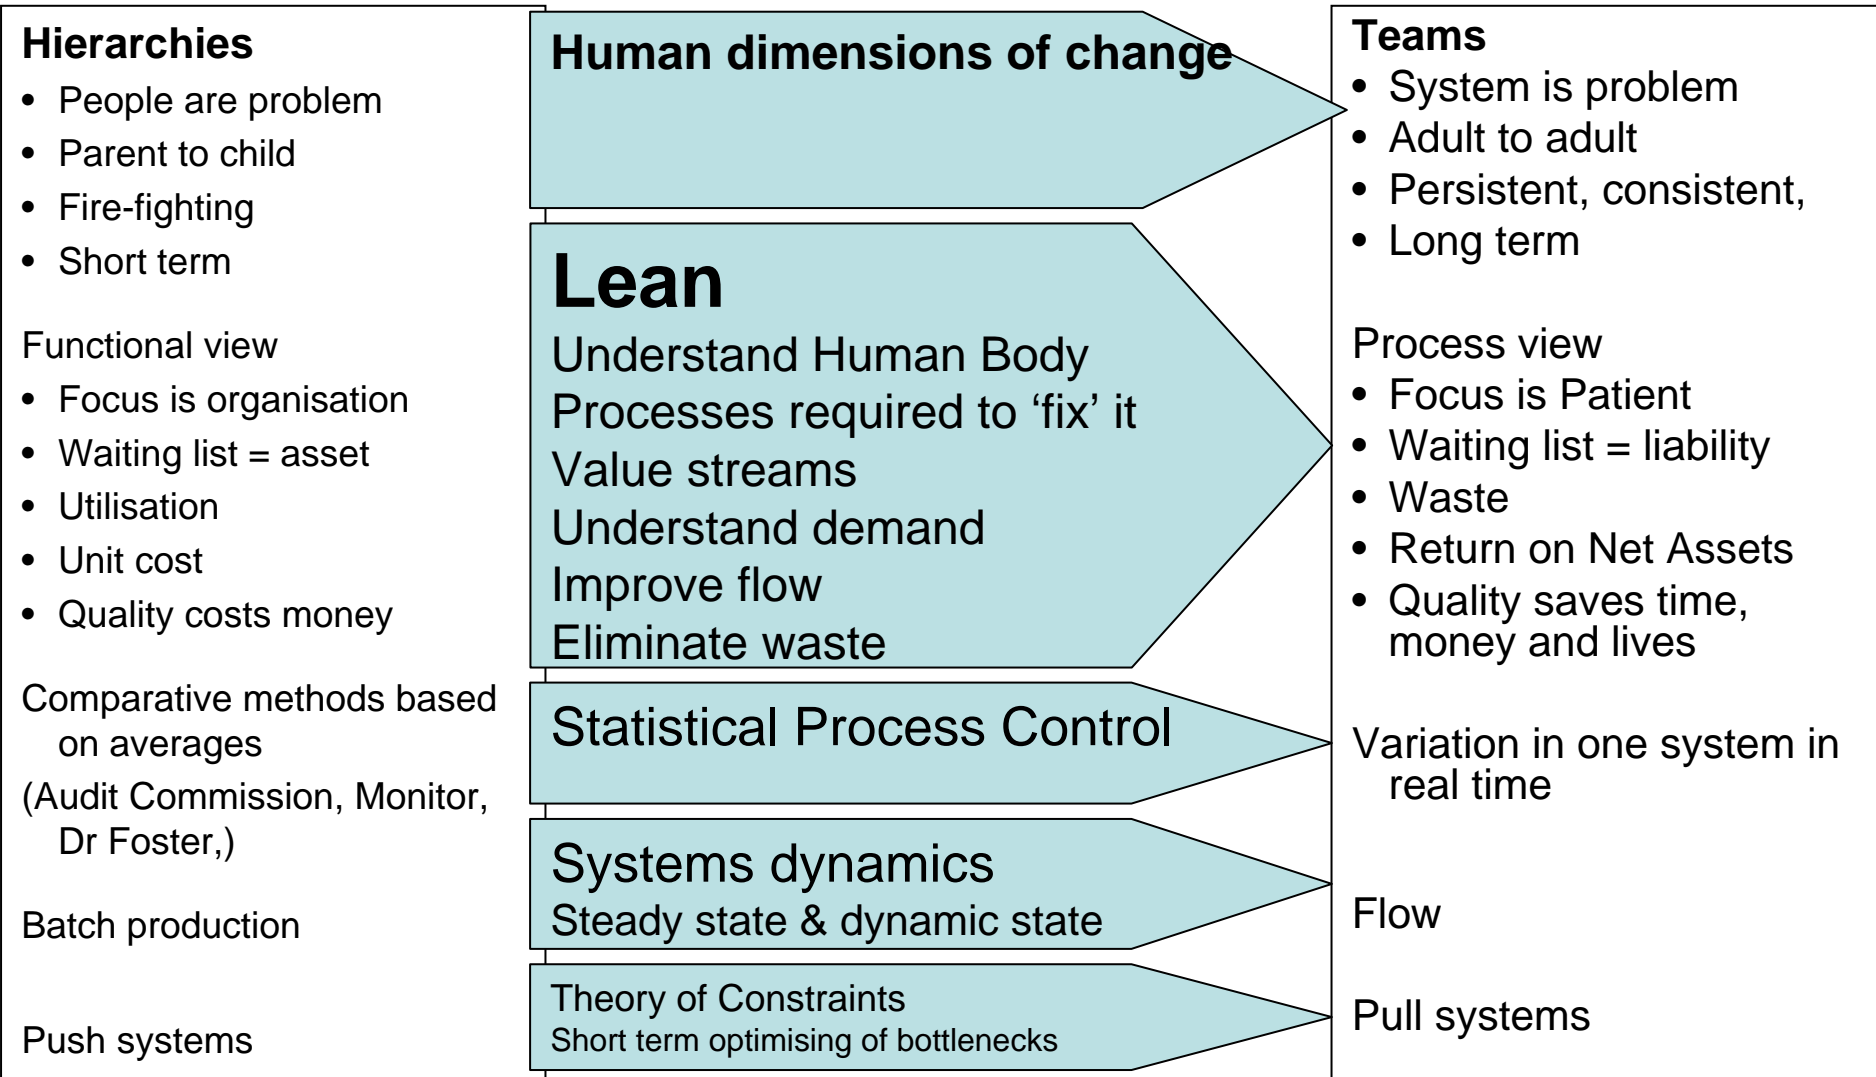 Hierarchies
• People are problem
• Parent to child
• Fire-fighting
• Short term
Functional view
• Focus is organisation
• Waiting list = asset
• Utilisation
• Unit cost
• Quality costs money
Comparative methods based
on averages
(Audit Commission, Monitor,
Dr Foster,)
Batch production
Push systems
Human dimensions of change
Lean
Understand Human Body
Processes required to ‘fix’ it
Value streams
Understand demand
Improve flow
Eliminate waste
Statistical Process Control
Systems dynamics
Steady state & dynamic state
Theory of Constraints
Short term optimising of bottlenecks
Teams
• System is problem
• Adult to adult
• Persistent, consistent,
• Long term
Process view
• Focus is Patient
• Waiting list = liability
• Waste
• Return on Net Assets
• Quality saves time,
money and lives
Variation in one system in
real time
Flow
Pull systems